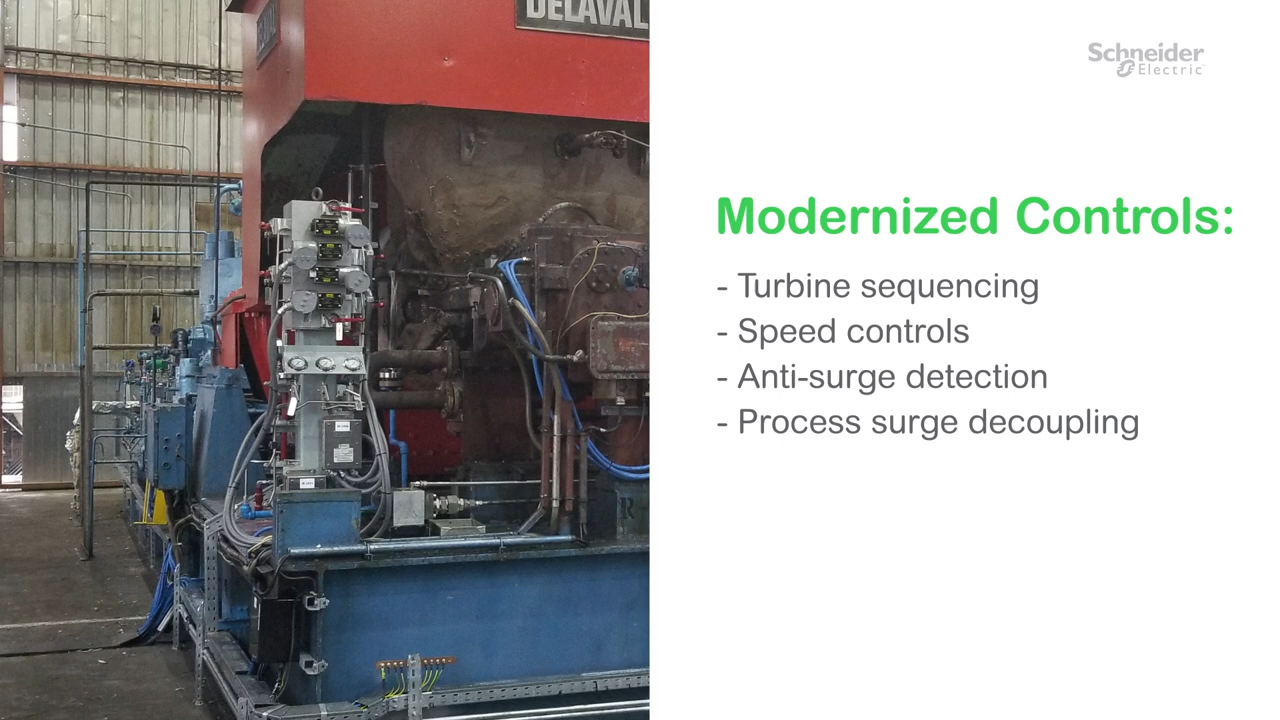 DELAVAL
Schneider
Electric
Modernized Controls:
- Turbine sequencing
- Speed controls
- Anti-surge detection
- Process surge decoupling